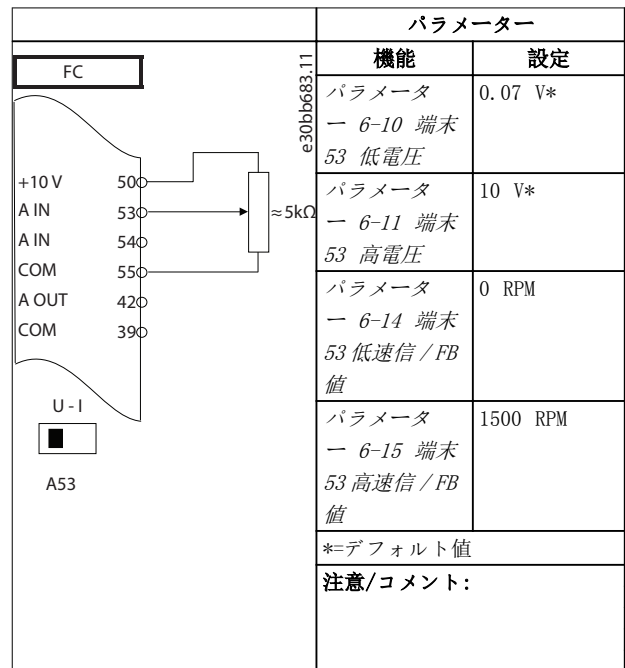 パラメーター
機能 設定
FC
e30bb683.11
+10 V 50
A IN 53
A IN 54
COM 55
A OUT 42
COM 39
≈5kΩ
U - I
A53
パラメータ
ー 6-10 端末
53 低電圧
0.07 V*
パラメータ
ー 6-11 端末
53 高電圧
10 V*
パラメータ
ー 6-14 端末
53 低速信/FB
値
0 RPM
パラメータ
ー 6-15 端末
53 高速信/FB
値
1500 RPM
*=デフォルト値
注意/コメント: